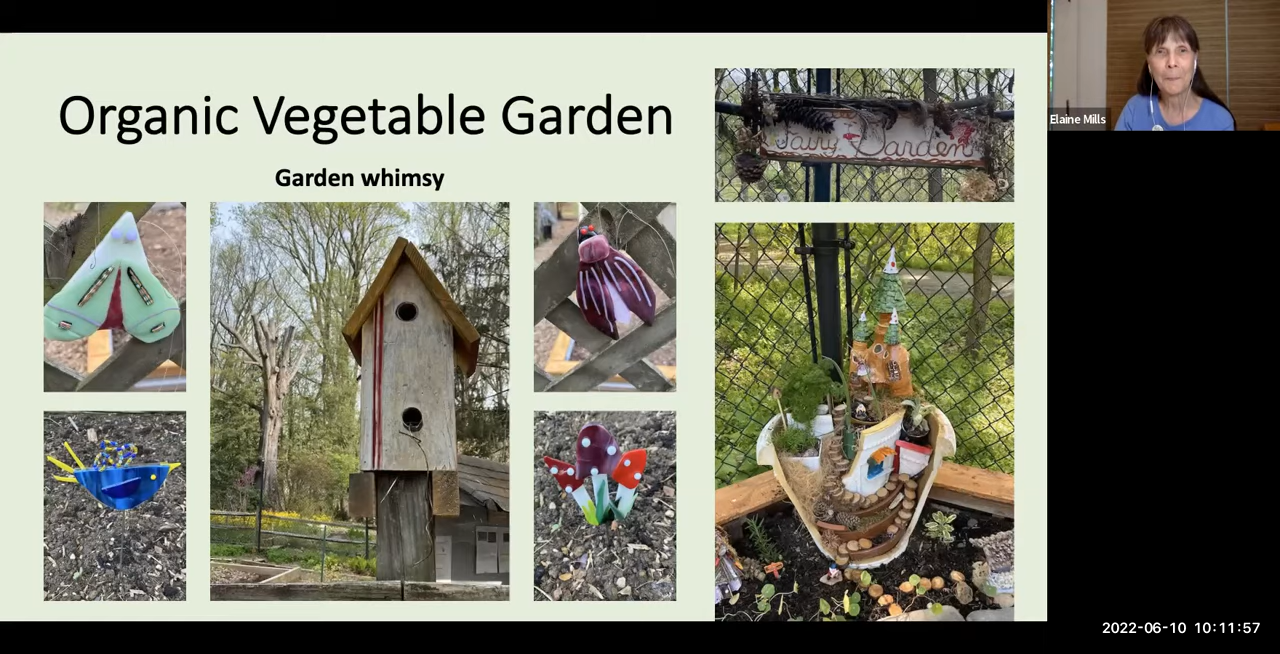 Organic Vegetable Garden
Garden whimsy
Fairy Garden
Elaine Mills
2022-06-10 10:11:57